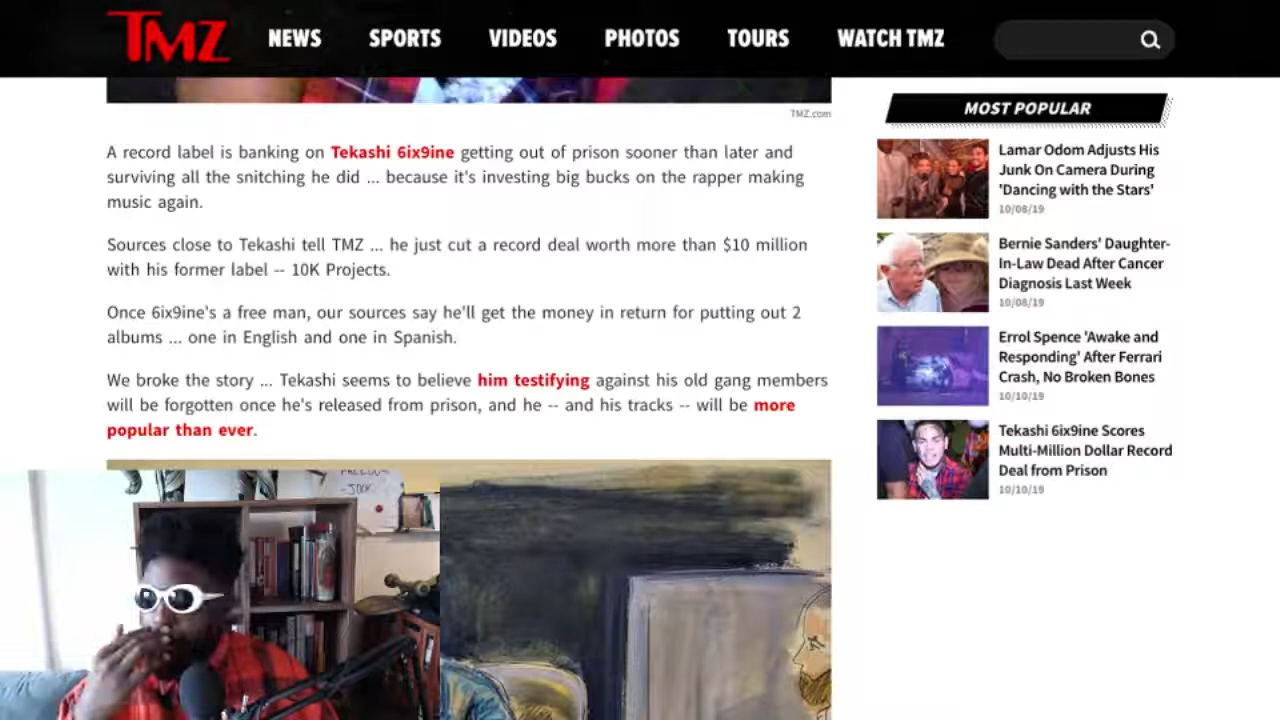 TMZ
NEWS
SPORTS
VIDEOS
PHOTOS
TOURS
WATCH TMZ
TMZ.com
A record label is banking on Tekashi 6ix9ine getting out of prison sooner than later and
surviving all the snitching he did ... because it's investing big bucks on the rapper making
music again.
Sources close to Tekashi tell TMZ ... he just cut a record deal worth more than $10 million
with his former label -- 10K Projects.
Once 6ix9ine's a free man, our sources say he'll get the money in return for putting out 2
albums ... one in English and one in Spanish.
We broke the story ... Tekashi seems to believe him testifying against his old gang members
will be forgotten once he's released from prison, and he -- and his tracks -- will be more
popular than ever.
MOST POPULAR
Lamar Odom Adjusts His
Junk On Camera During
'Dancing with the Stars'
10/08/19
Bernie Sanders' Daughter-
In-Law Dead After Cancer
Diagnosis Last Week
10/08/19
Errol Spence 'Awake and
Responding' After Ferrari
Crash, No Broken Bones
10/10/19
Tekashi 6ix9ine Scores
Multi-Million Dollar Record
Deal from Prison
10/10/19